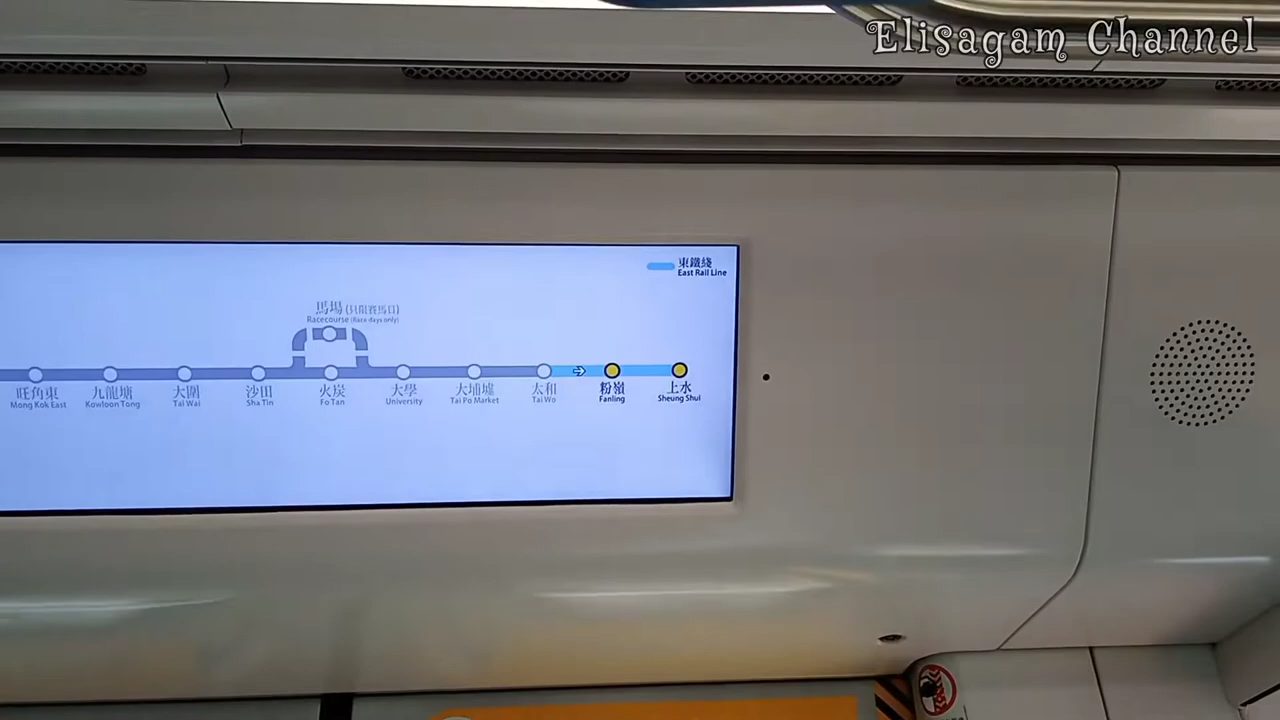 Elisagam Channel
東鐵綫
East Rail Line
馬場 (只限賽馬日)
Racecourse (Race days only)
旺角東
Mong Kok East
九龍塘
Kowloon Tong
大圍
Tai Wai
沙田
Sha Tin
火炭
Fo Tan
大學
University
大埔墟
Tai Po Market
太和
Tai Wo
粉嶺
Fanling
上水
Sheung Shui